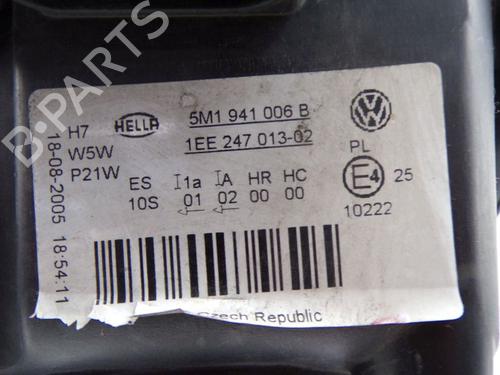 H7
W5W
P21W
HELLA
5M1 941 006 B
1EE 247 013-02
PL
E4 25
10222
ES I1a IA HR HC
10S 01 02 00 00
18-08-2005 18:54:11
Czech Republic
B-PARTS